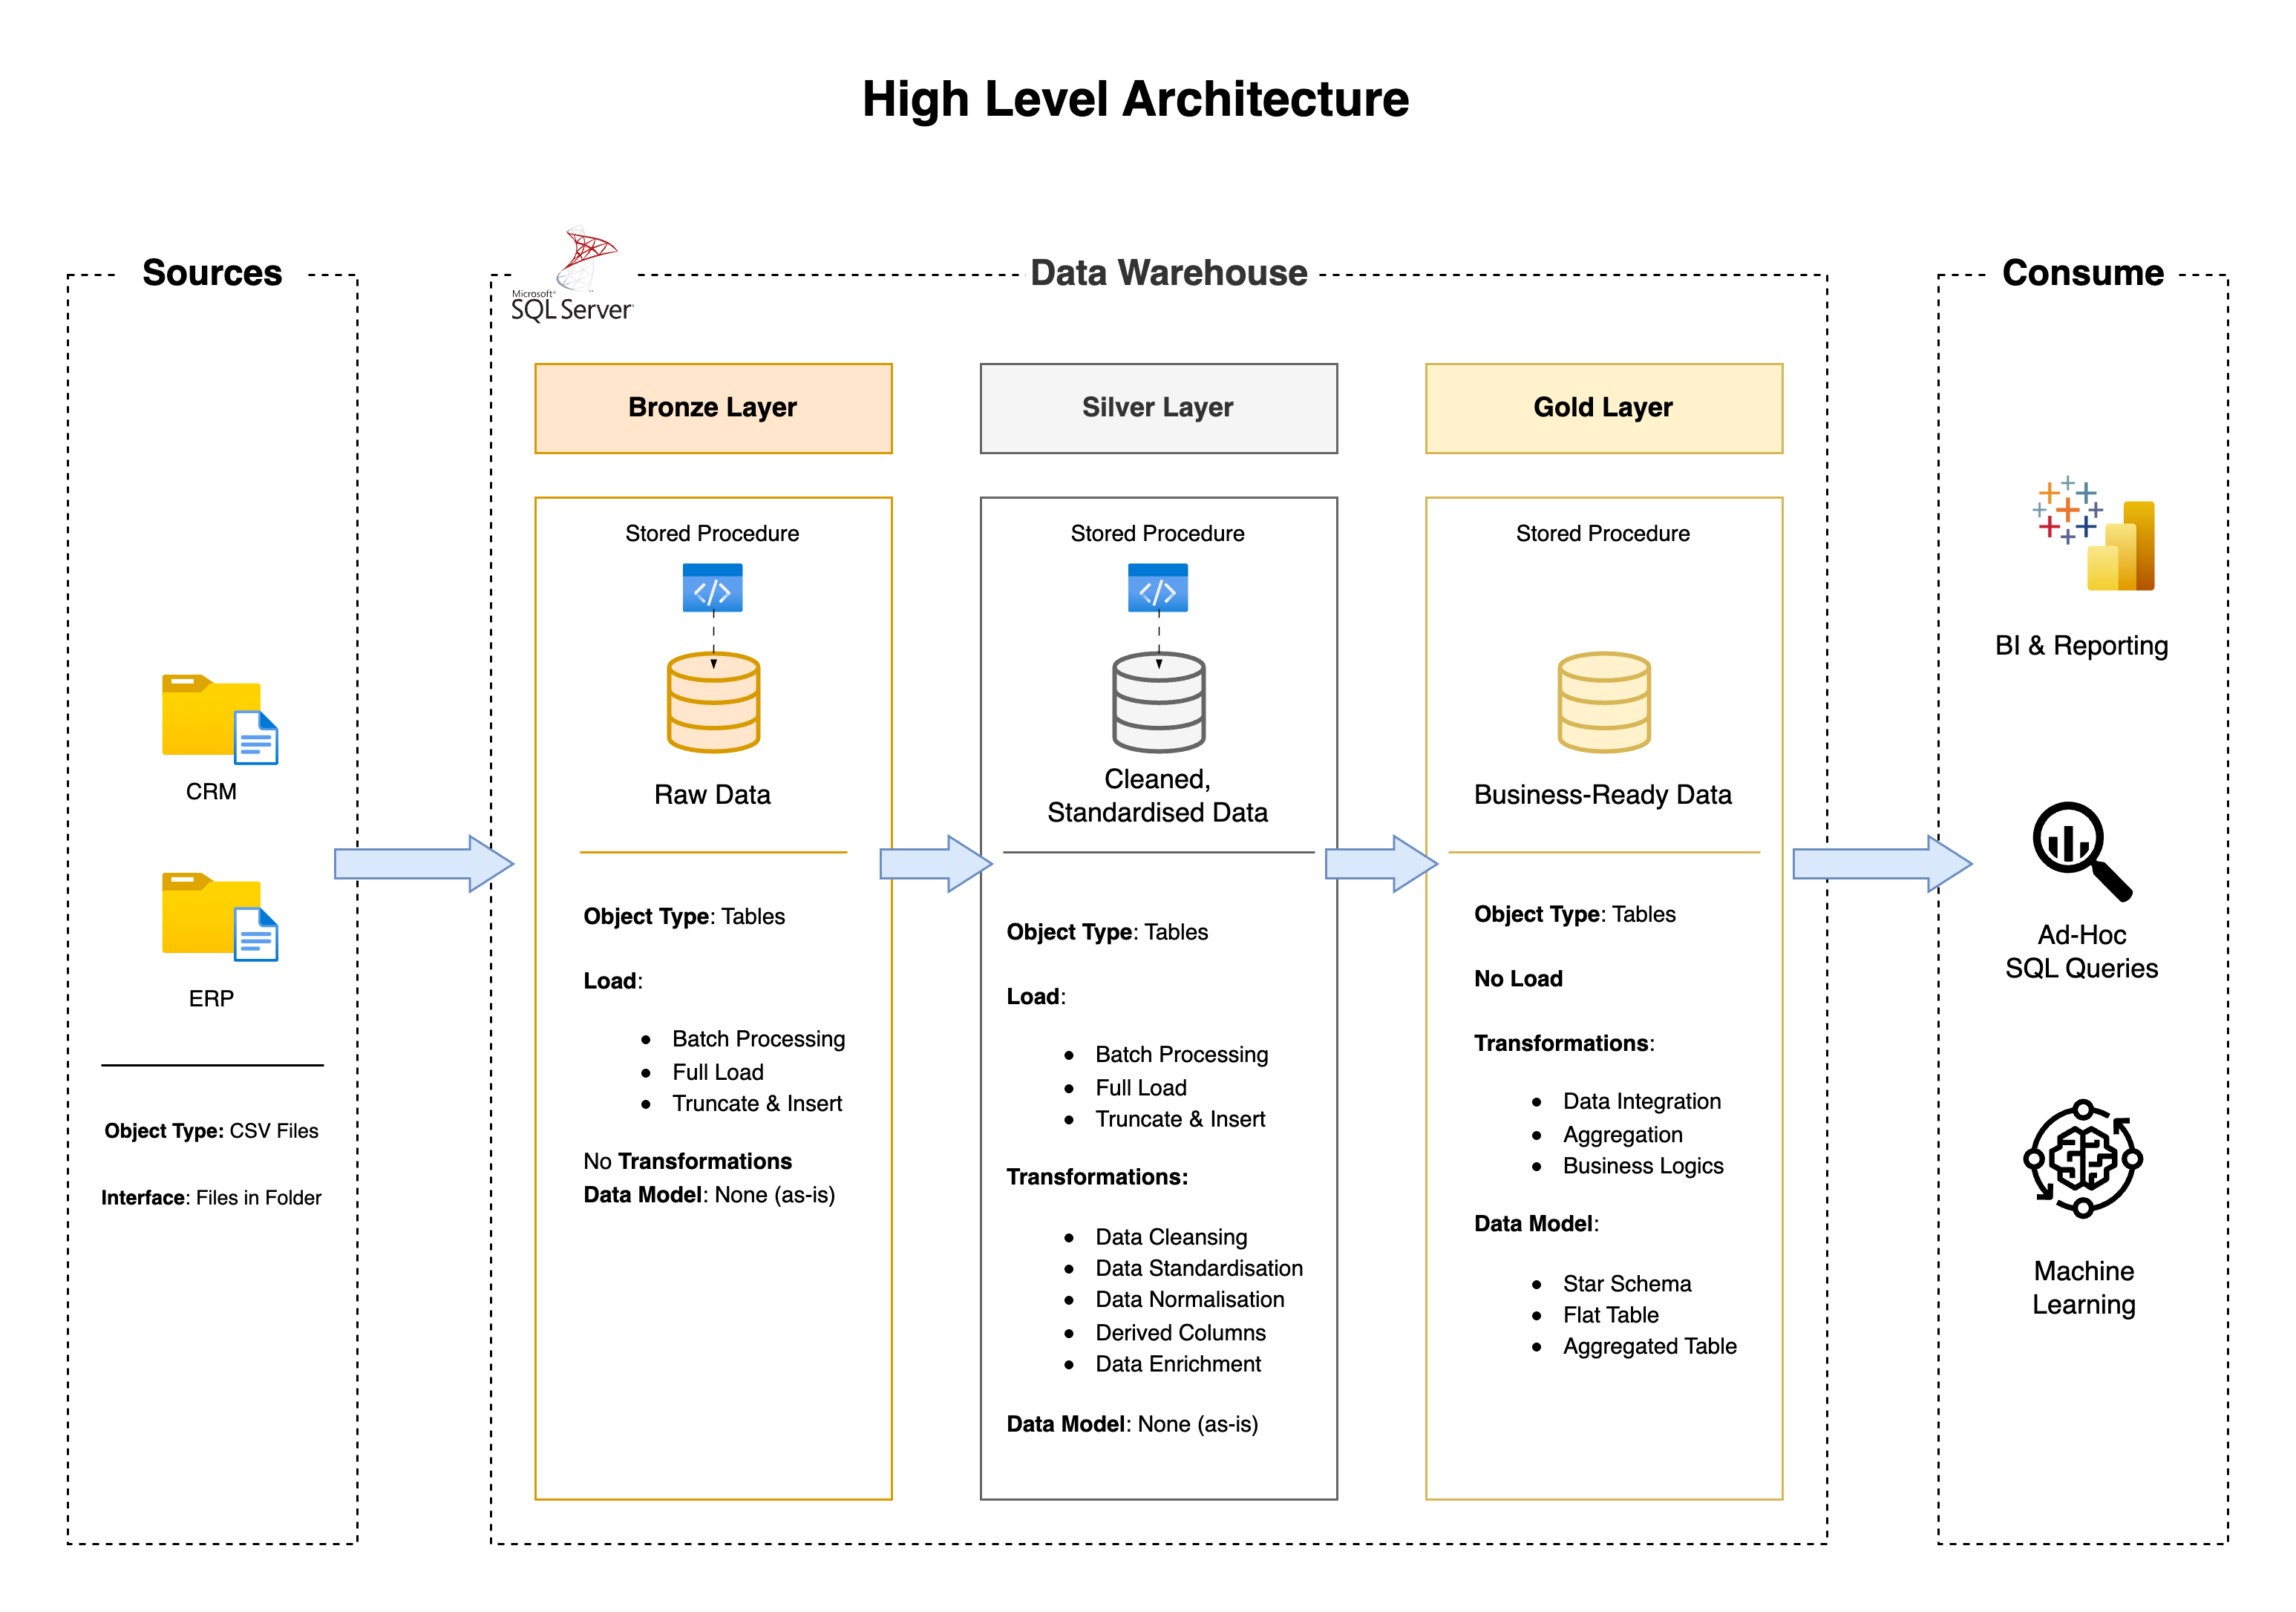 High Level Architecture
Sources
CRM
ERP
Object Type: CSV Files
Interface: Files in Folder
Microsoft®
SQL Server®
Data Warehouse
Bronze Layer
Stored Procedure
Raw Data
Object Type: Tables
Load:
• Batch Processing
• Full Load
• Truncate & Insert
No Transformations
Data Model: None (as-is)
Silver Layer
Stored Procedure
Cleaned,
Standardised Data
Object Type: Tables
Load:
• Batch Processing
• Full Load
• Truncate & Insert
Transformations:
• Data Cleansing
• Data Standardisation
• Data Normalisation
• Derived Columns
• Data Enrichment
Data Model: None (as-is)
Gold Layer
Stored Procedure
Business-Ready Data
Object Type: Tables
No Load
Transformations:
• Data Integration
• Aggregation
• Business Logics
Data Model:
• Star Schema
• Flat Table
• Aggregated Table
Consume
BI & Reporting
Ad-Hoc
SQL Queries
Machine
Learning